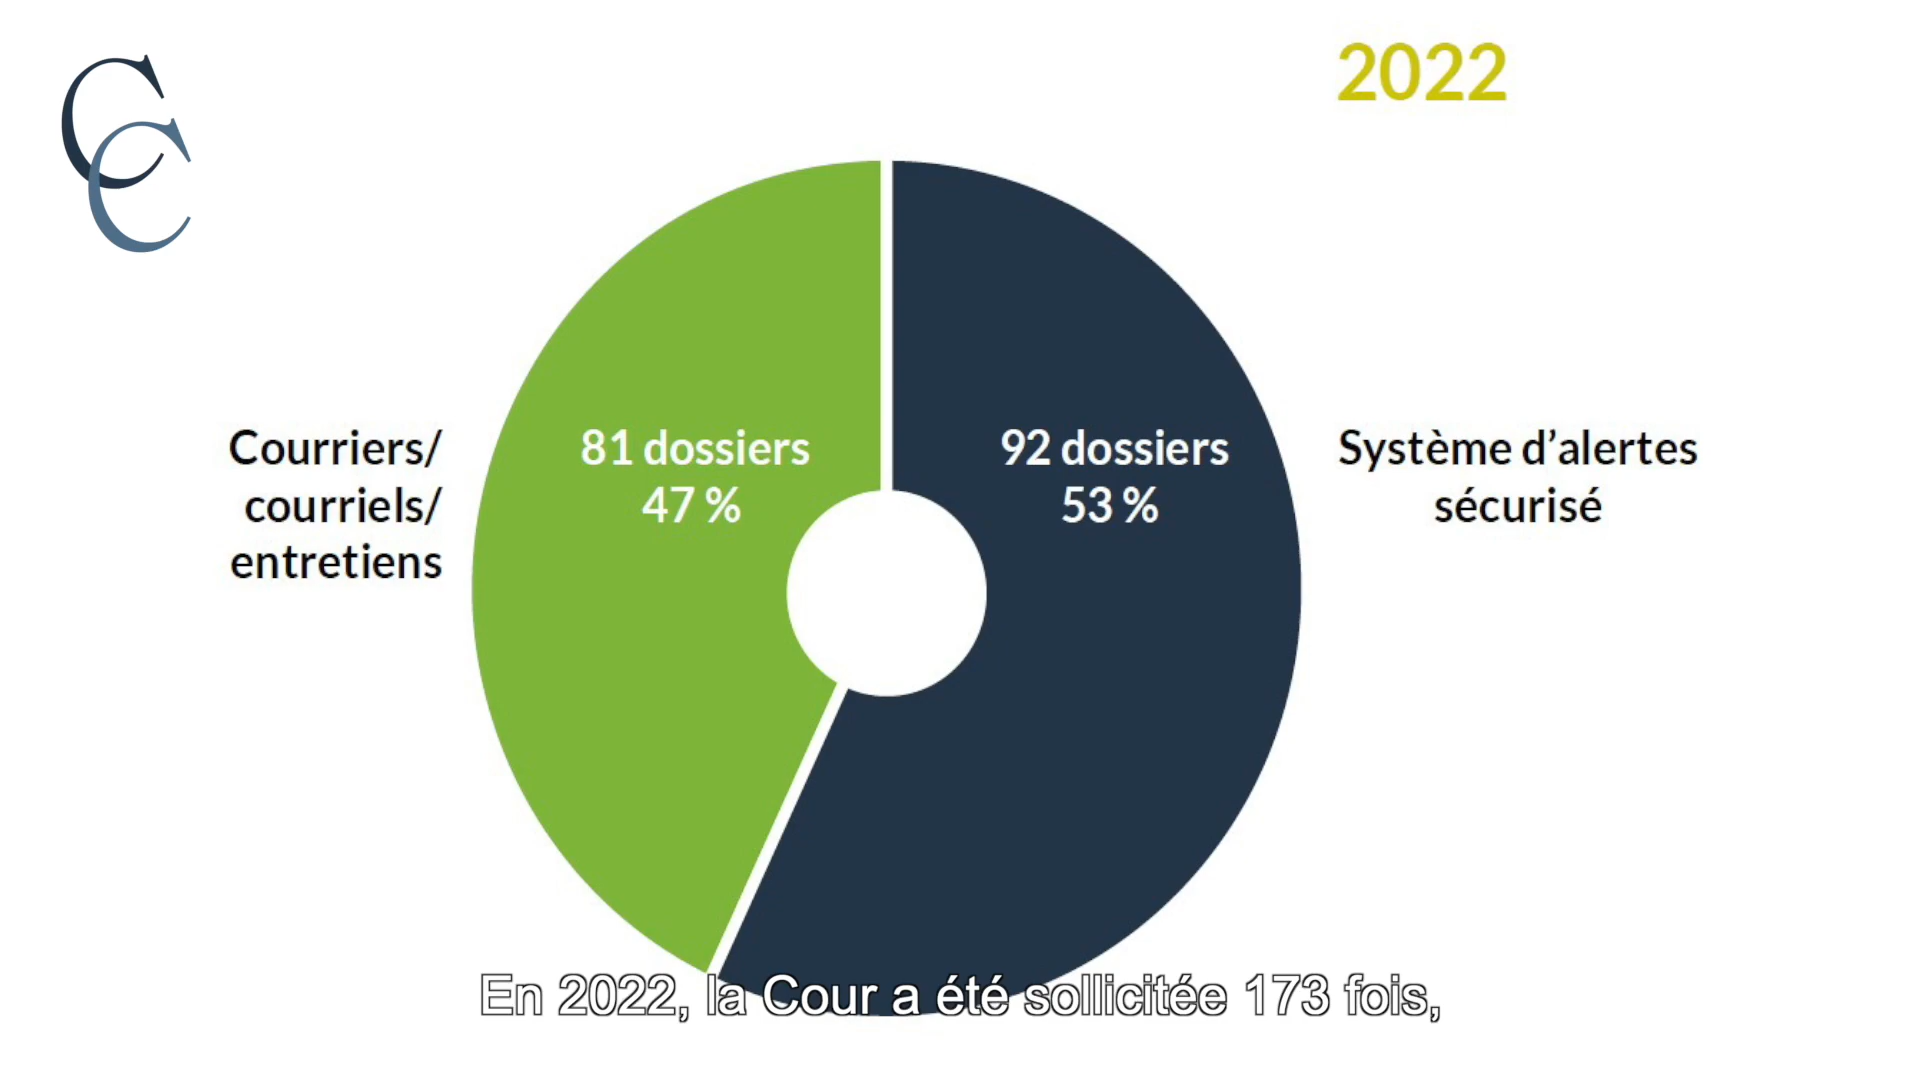 CC
2022
Courriers/
courriels/
entretiens
81 dossiers
47 %
92 dossiers
53 %
Système d’alertes
sécurisé
En 2022, la Cour a été sollicitée 173 fois,